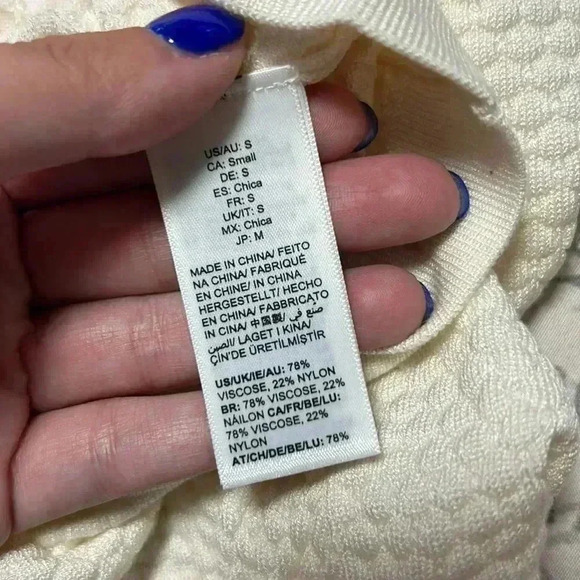 US/AU: S
CA: Small
DE: S
ES: Chica
FR: S
UK/IT: S
MX: Chica
JP: M
MADE IN CHINA/ FEITO
NA CHINA/ FABRIQUÉ
EN CHINE/ IN CHINA
HERGESTELLT/ HECHO
EN CHINA/ FABBRICATO
IN CINA/ 中国製/ صنع في
الصين/ LAGET I KINA/
ÇİN'DE ÜRETİLMİŞTİR
US/UK/IE/AU: 78%
VISCOSE, 22% NYLON
BR: 78% VISCOSE, 22%
NÁILON CA/FR/BE/LU:
78% VISCOSE, 22%
NYLON
AT/CH/DE/BE/LU: 78%